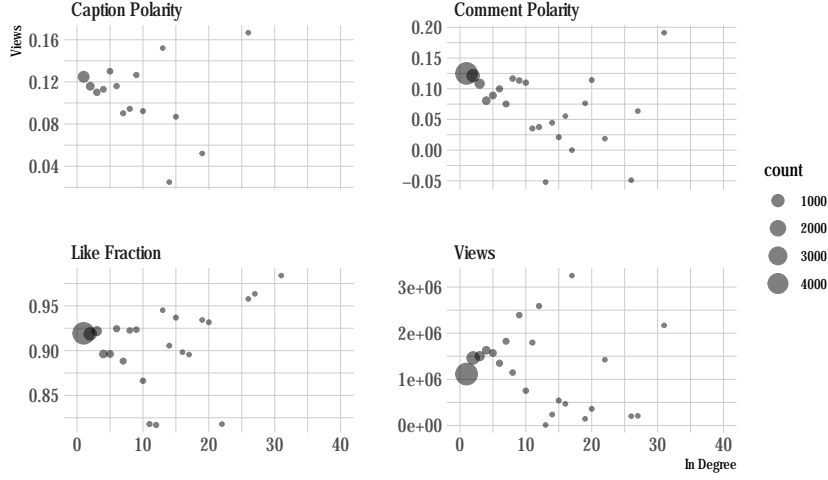 Caption Polarity
Comment Polarity
Views
0.16
0.12
0.08
0.04
0.20
0.15
0.10
0.05
0.00
−0.05
count
1000
2000
3000
4000
Like Fraction
Views
0.95
0.90
0.85
3e+06
2e+06
1e+06
0e+00
0 10 20 30 40
0 10 20 30 40
In Degree